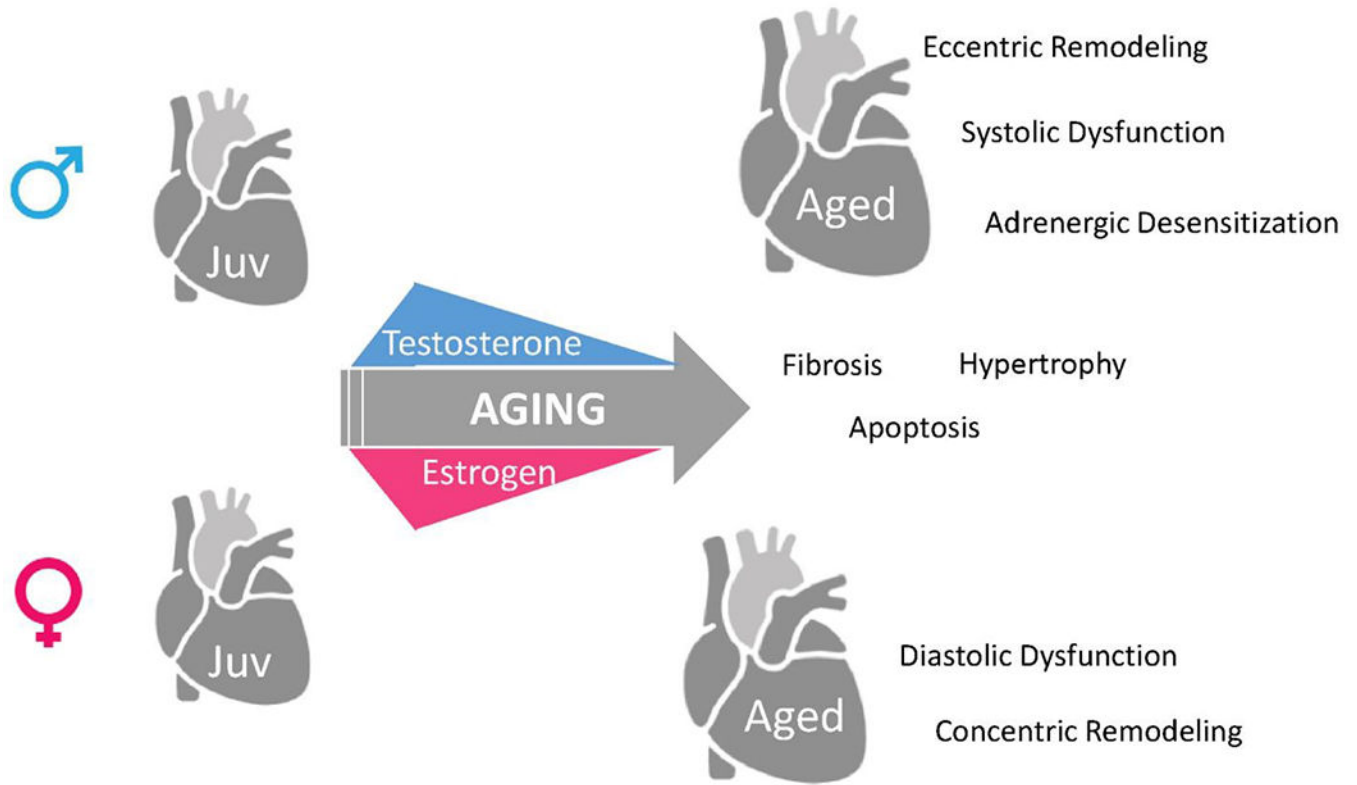 Eccentric Remodeling
Systolic Dysfunction
Aged
Adrenergic Desensitization
Juv
Testosterone
Fibrosis Hypertrophy
AGING
Apoptosis
Estrogen
Juv
Diastolic Dysfunction
Aged
Concentric Remodeling